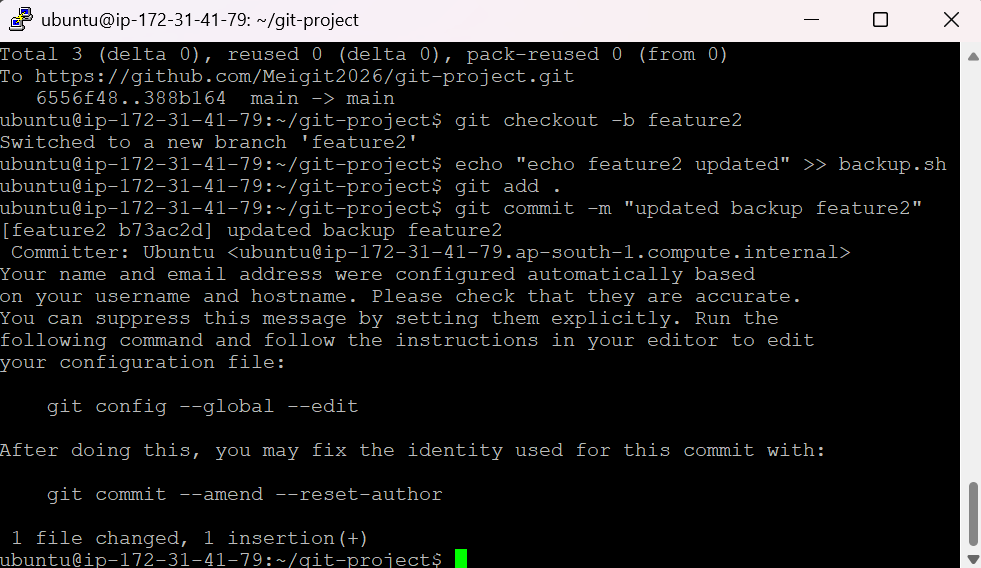 ubuntu@ip-172-31-41-79: ~/git-project
Total 3 (delta 0), reused 0 (delta 0), pack-reused 0 (from 0)
To https://github.com/Meigit2026/git-project.git
   6556f48..388b164  main -> main
ubuntu@ip-172-31-41-79:~/git-project$ git checkout -b feature2
Switched to a new branch 'feature2'
ubuntu@ip-172-31-41-79:~/git-project$ echo "echo feature2 updated" >> backup.sh
ubuntu@ip-172-31-41-79:~/git-project$ git add .
ubuntu@ip-172-31-41-79:~/git-project$ git commit -m "updated backup feature2"
[feature2 b73ac2d] updated backup feature2
 Committer: Ubuntu <ubuntu@ip-172-31-41-79.ap-south-1.compute.internal>
Your name and email address were configured automatically based
on your username and hostname. Please check that they are accurate.
You can suppress this message by setting them explicitly. Run the
following command and follow the instructions in your editor to edit
your configuration file:
    git config --global --edit
After doing this, you may fix the identity used for this commit with:
    git commit --amend --reset-author
 1 file changed, 1 insertion(+)
ubuntu@ip-172-31-41-79:~/git-project$